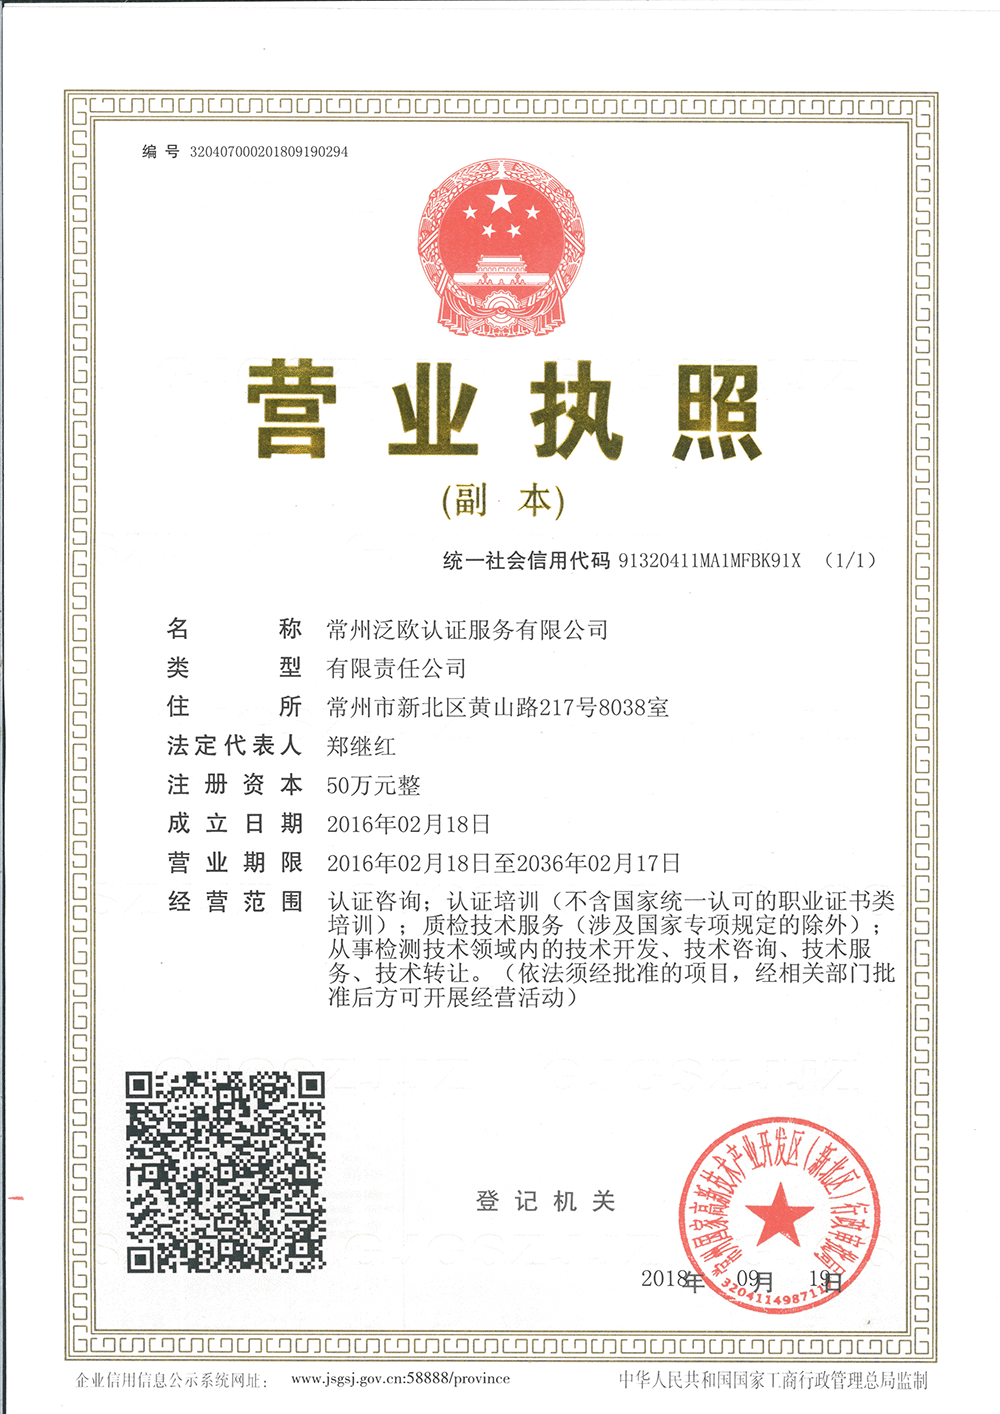 编 号 320407000201809190294
营业执照
(副 本)
统一社会信用代码 91320411MA1MFBK91X （1/1）
名 称 常州泛欧认证服务有限公司
类 型 有限责任公司
住 所 常州市新北区黄山路217号8038室
法定代表人 郑继红
注册资本 50万元整
成立日期 2016年02月18日
营业期限 2016年02月18日至2036年02月17日
经营范围 认证咨询；认证培训（不含国家统一认可的职业证书类
培训）；质检技术服务（涉及国家专项规定的除外）；
从事检测技术领域内的技术开发、技术咨询、技术服
务、技术转让。（依法须经批准的项目，经相关部门批
准后方可开展经营活动）
登记机关
常州国家高新技术产业开发区（新北区）行政审批局
2018年 09月 19日
企业信用信息公示系统网址： www.jsgsj.gov.cn:58888/province
中华人民共和国国家工商行政管理总局监制